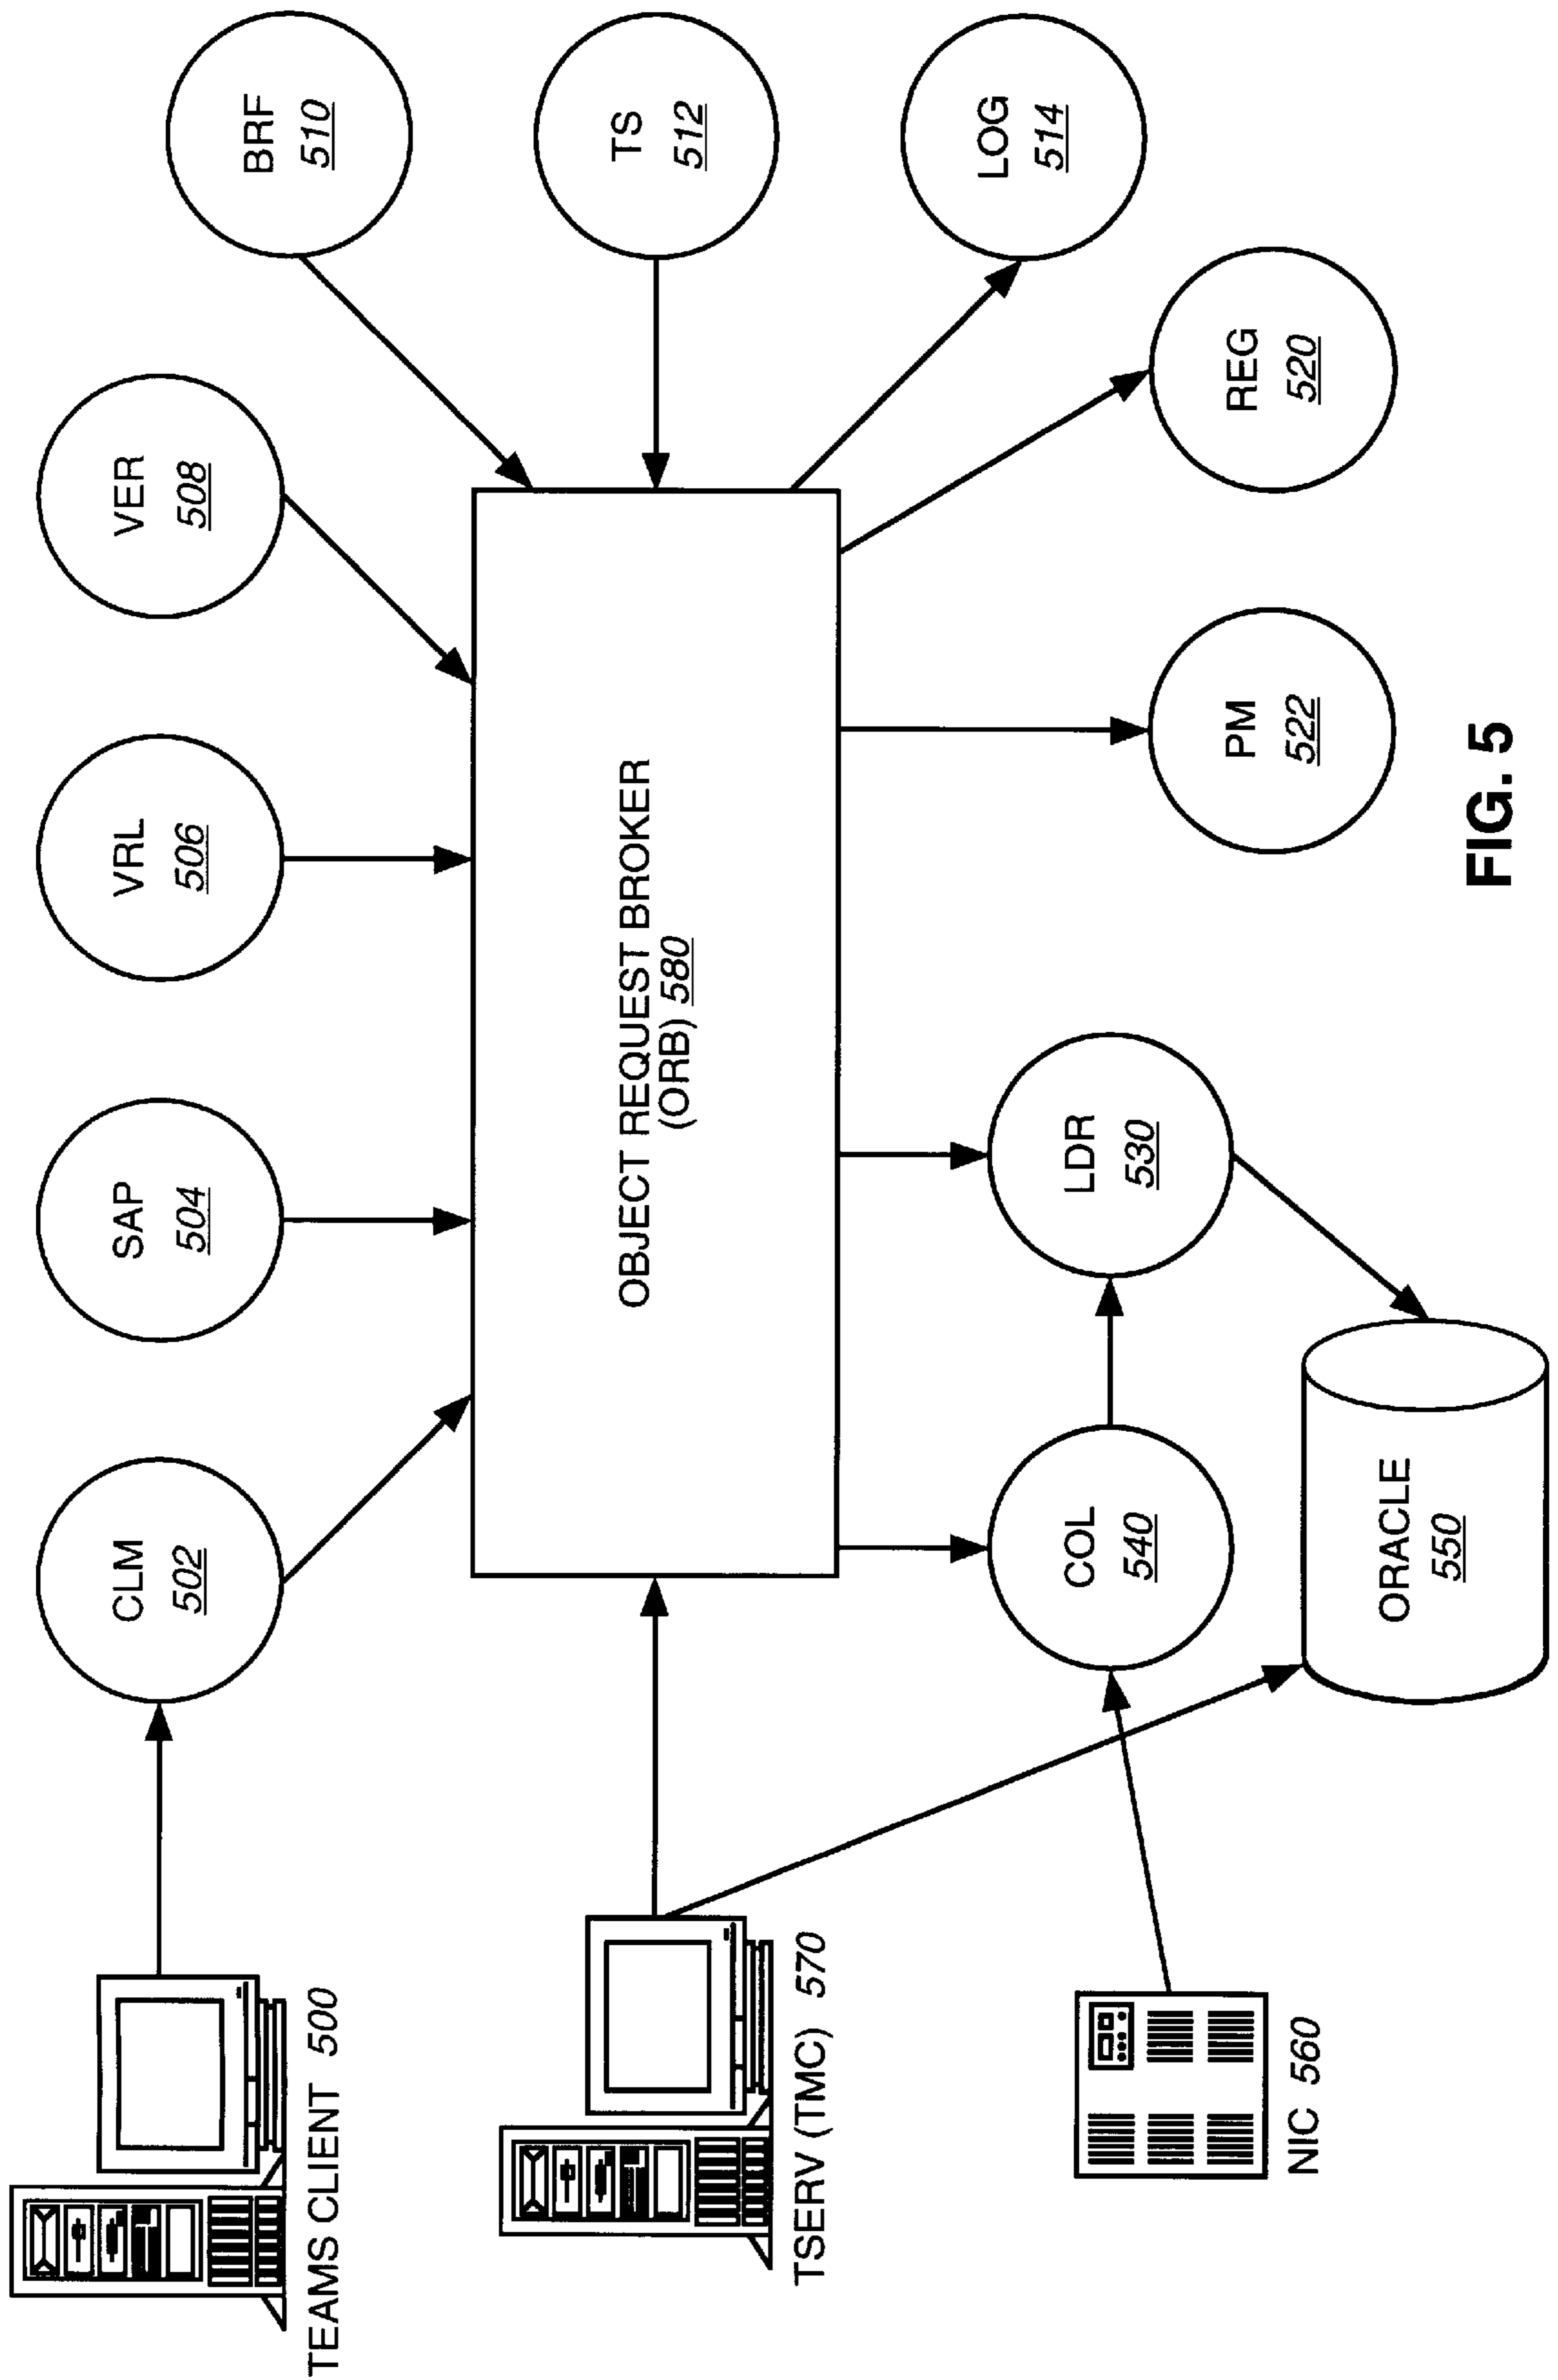 TEAMS CLIENT 500
CLM
502
SAP
504
VRL
506
VER
508
BRF
510
TSERV (TMC) 570
OBJECT REQUEST BROKER
(ORB) 580
TS
512
LOG
514
NIC 560
COL
540
LDR
530
PM
522
REG
520
ORACLE
550
FIG. 5